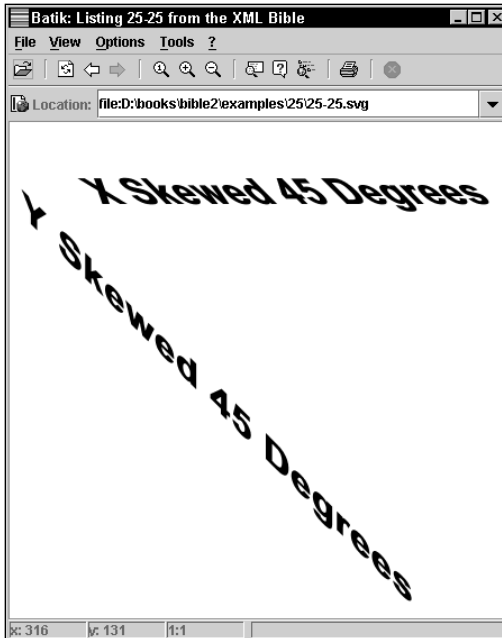 Batik: Listing 25-25 from the XML Bible
File View Options Tools ?
Location: file:D:\books\bible2\examples\25\25-25.svg
X Skewed 45 Degrees
Y Skewed 45 Degrees
x: 316 y: 131 1:1